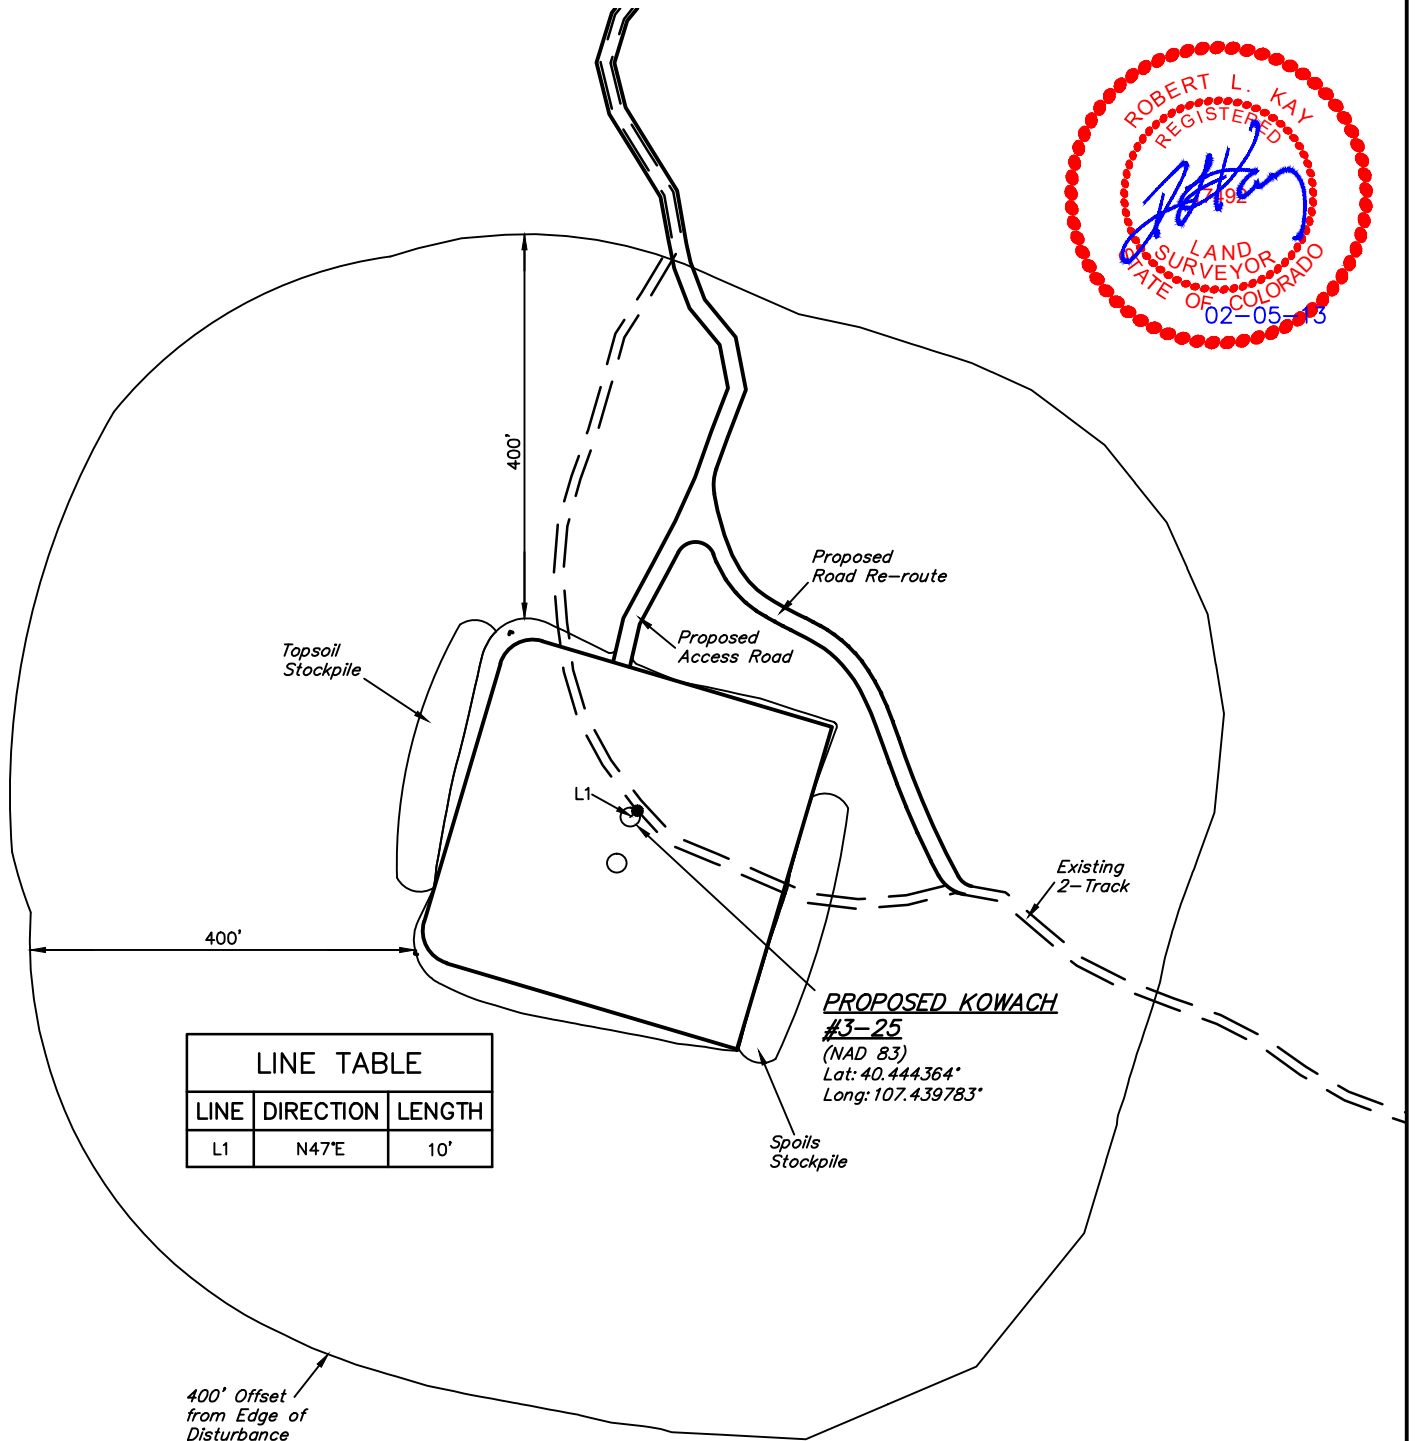 ROBERT L. KAY
REGISTERED
LAND
SURVEYOR
STATE OF COLORADO
02-05-13
400'
Proposed
Road Re-route
Proposed
Access Road
Topsoil
Stockpile
L1
Existing
2-Track
400'
PROPOSED KOWACH
#3-25
(NAD 83)
Lat: 40.444364°
Long: 107.439783°
LINE TABLE
LINE DIRECTION LENGTH
L1 N47°E 10'
Spoils
Stockpile
400' Offset
from Edge of
Disturbance